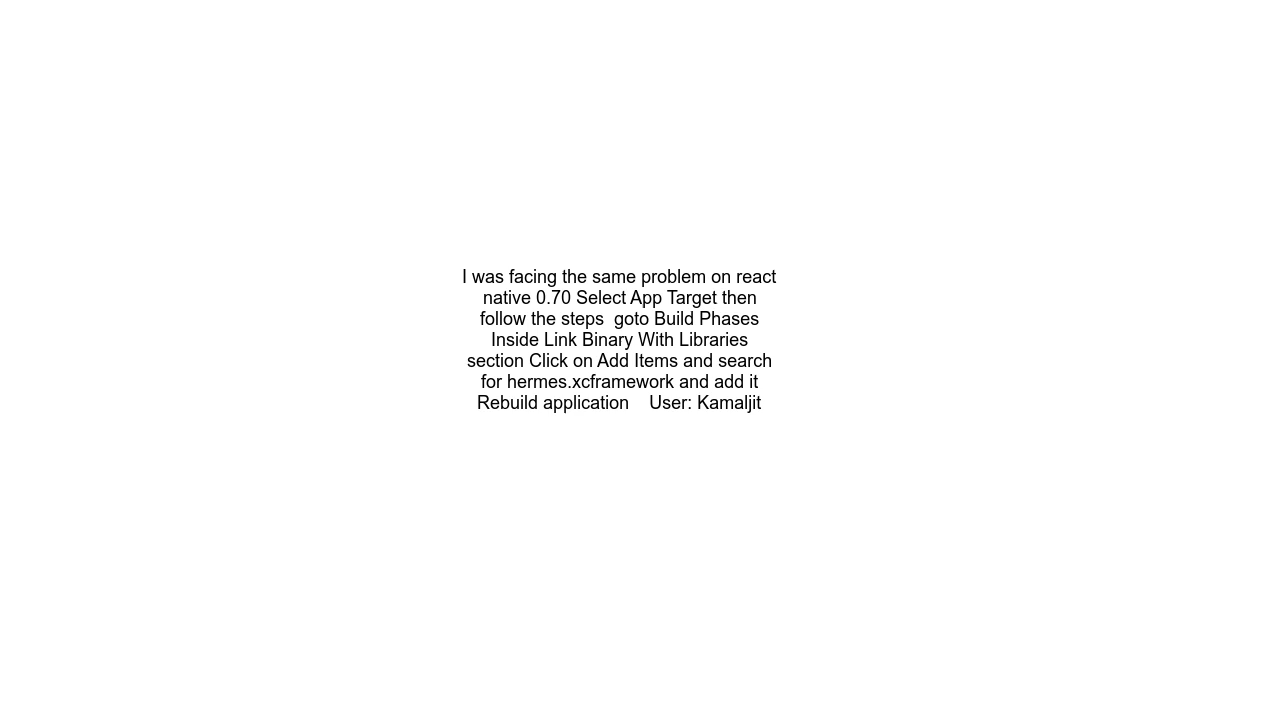 I was facing the same problem on react
native 0.70 Select App Target then
follow the steps  goto Build Phases
Inside Link Binary With Libraries
section Click on Add Items and search
for hermes.xcframework and add it
Rebuild application    User: Kamaljit